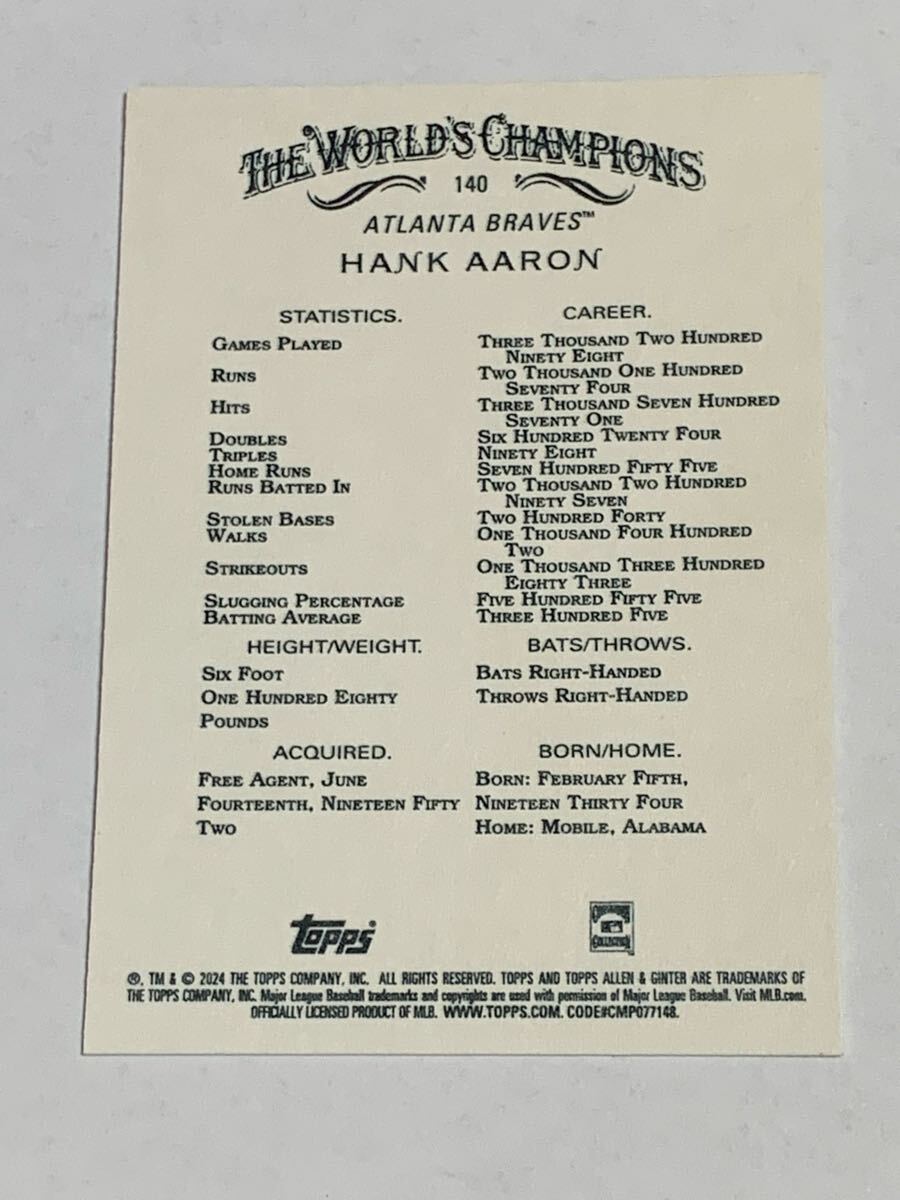 THE WORLD'S CHAMPIONS
140
ATLANTA BRAVES™
HANK AARON
STATISTICS. CAREER.
GAMES PLAYED THREE THOUSAND TWO HUNDRED
NINETY EIGHT
RUNS TWO THOUSAND ONE HUNDRED
SEVENTY FOUR
HITS THREE THOUSAND SEVEN HUNDRED
SEVENTY ONE
DOUBLES SIX HUNDRED TWENTY FOUR
TRIPLES NINETY EIGHT
HOME RUNS SEVEN HUNDRED FIFTY FIVE
RUNS BATTED IN TWO THOUSAND TWO HUNDRED
NINETY SEVEN
STOLEN BASES TWO HUNDRED FORTY
WALKS ONE THOUSAND FOUR HUNDRED
TWO
STRIKEOUTS ONE THOUSAND THREE HUNDRED
EIGHTY THREE
SLUGGING PERCENTAGE FIVE HUNDRED FIFTY FIVE
BATTING AVERAGE THREE HUNDRED FIVE
HEIGHT/WEIGHT. BATS/THROWS.
SIX FOOT BATS RIGHT-HANDED
ONE HUNDRED EIGHTY THROWS RIGHT-HANDED
POUNDS
ACQUIRED. BORN/HOME.
FREE AGENT, JUNE BORN: FEBRUARY FIFTH,
FOURTEENTH, NINETEEN FIFTY NINETEEN THIRTY FOUR
TWO HOME: MOBILE, ALABAMA
topps® COOPERSTOWN
COLLECTION
®, TM & © 2024 THE TOPPS COMPANY, INC. ALL RIGHTS RESERVED. TOPPS AND TOPPS ALLEN & GINTER ARE TRADEMARKS OF
THE TOPPS COMPANY, INC. Major League Baseball trademarks and copyrights are used with permission of Major League Baseball. Visit MLB.com.
OFFICIALLY LICENSED PRODUCT OF MLB. WWW.TOPPS.COM. CODE#CMP077148.